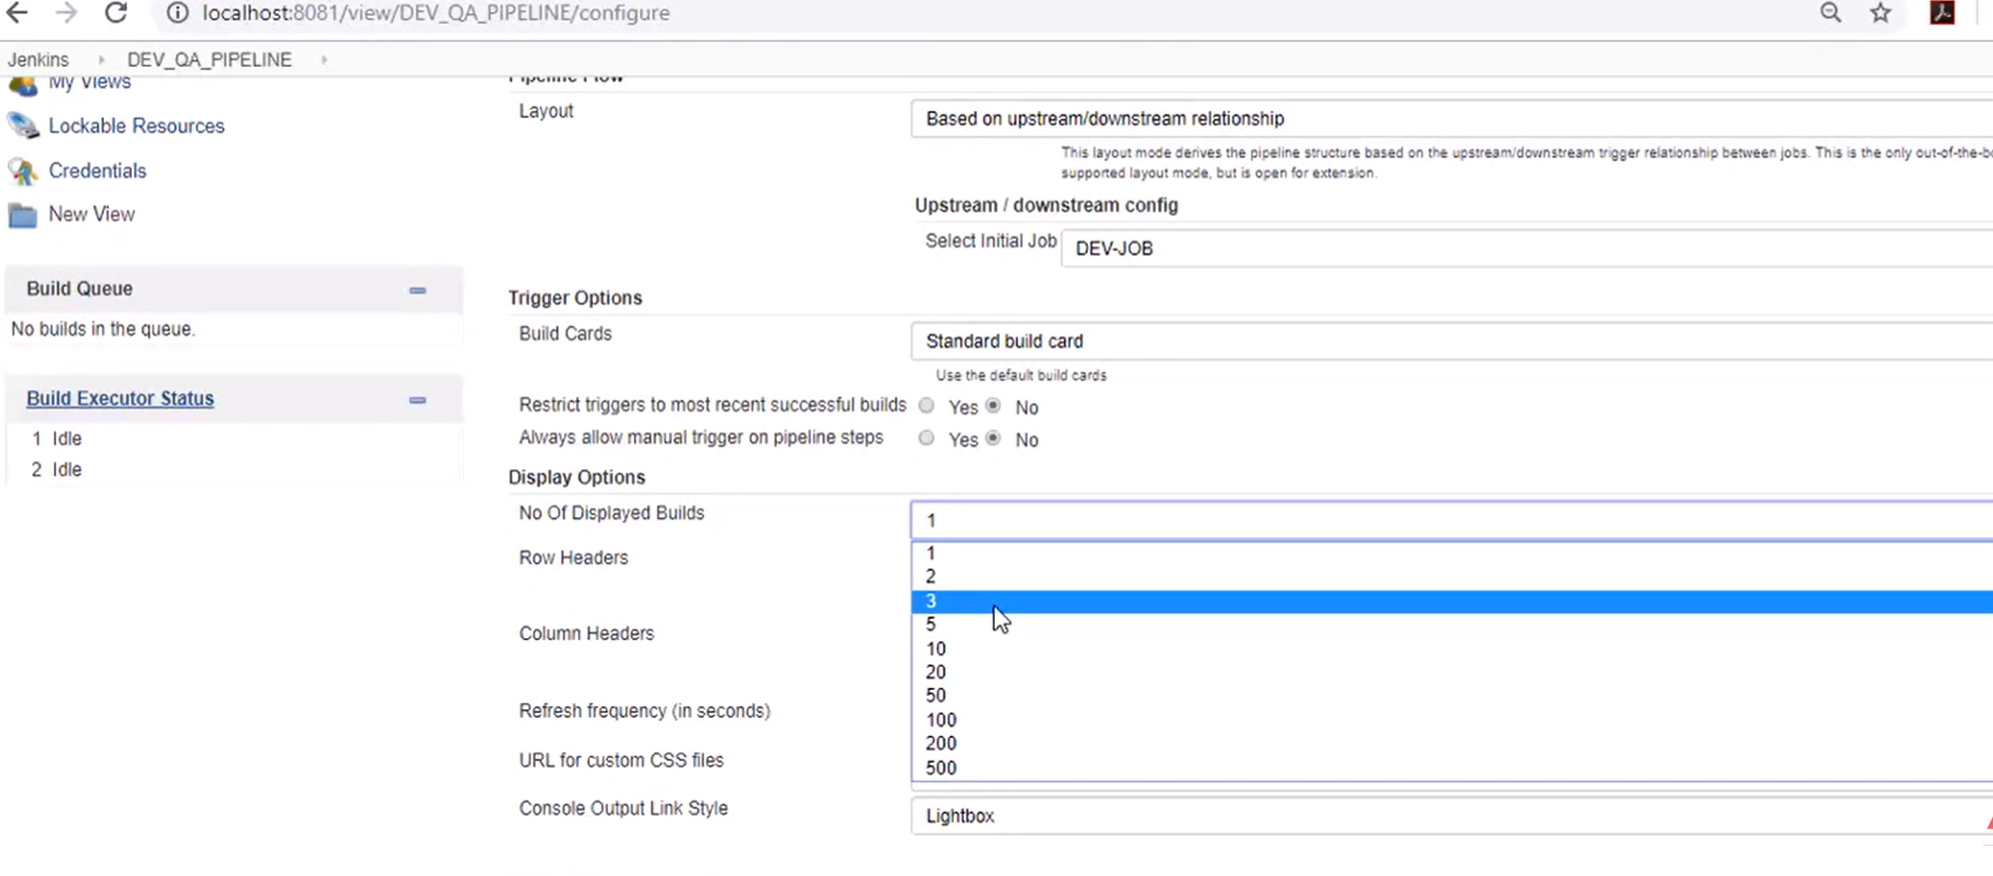 localhost:8081/view/DEV_QA_PIPELINE/configure
Jenkins DEV_QA_PIPELINE
My Views
Lockable Resources
Credentials
New View
Build Queue
No builds in the queue.
Build Executor Status
1 Idle
2 Idle
Pipeline Flow
Layout
Based on upstream/downstream relationship
This layout mode derives the pipeline structure based on the upstream/downstream trigger relationship between jobs. This is the only out-of-the-bo
supported layout mode, but is open for extension.
Upstream / downstream config
Select Initial Job
DEV-JOB
Trigger Options
Build Cards
Standard build card
Use the default build cards
Restrict triggers to most recent successful builds Yes No
Always allow manual trigger on pipeline steps Yes No
Display Options
No Of Displayed Builds
1
Row Headers
1
2
3
5
10
20
50
100
200
500
Column Headers
Refresh frequency (in seconds)
URL for custom CSS files
Console Output Link Style
Lightbox